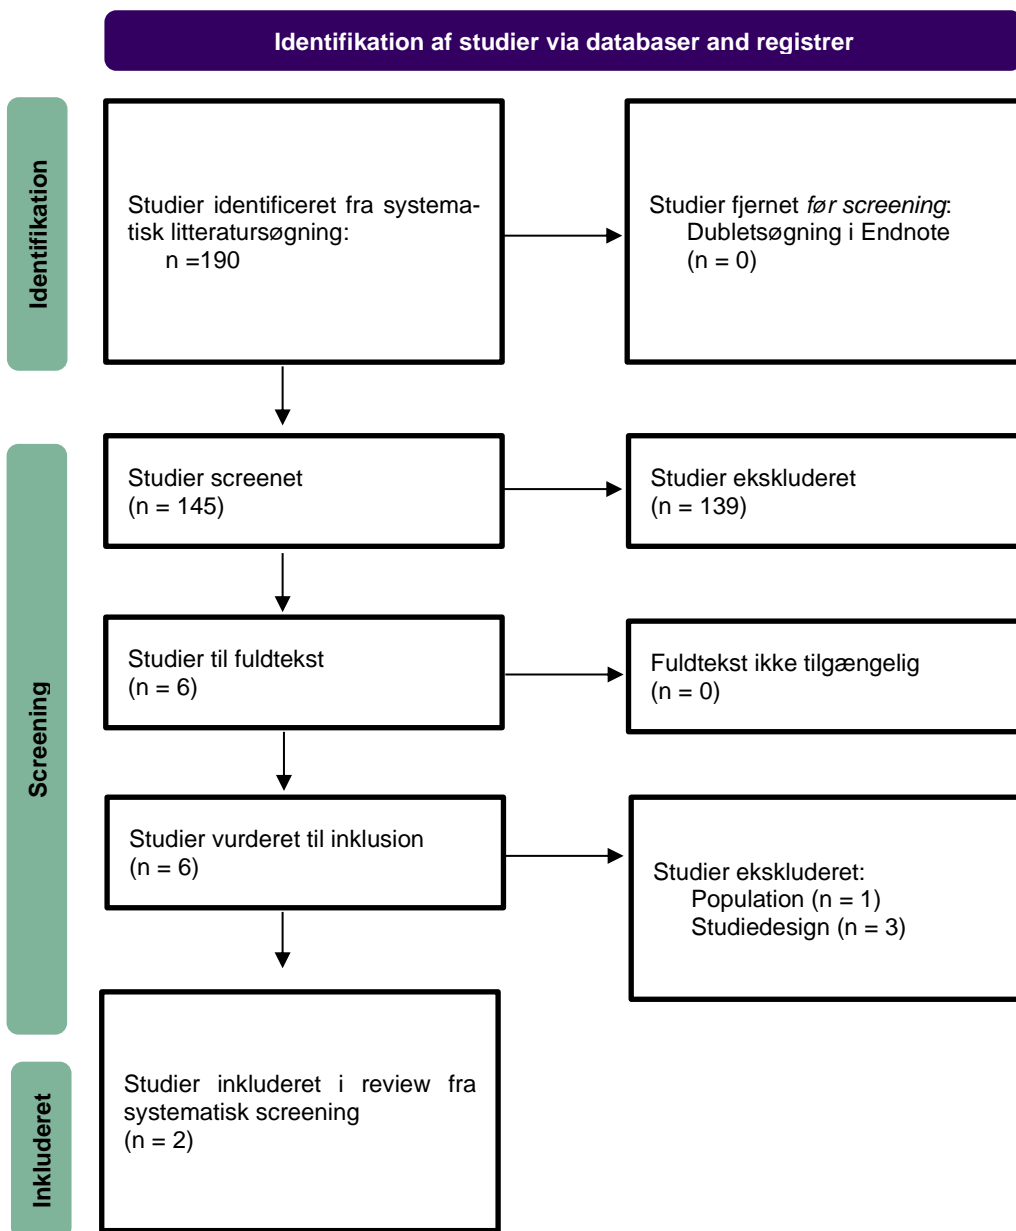 Identifikation af studier via databaser and registrer
Identifikation
Studier identificeret fra systema-
tisk litteratursøgning:
n =190
Studier fjernet før screening:
Dubletsøgning i Endnote
(n = 0)
Screening
Studier screenet
(n = 145)
Studier ekskluderet
(n = 139)
Studier til fuldtekst
(n = 6)
Fuldtekst ikke tilgængelig
(n = 0)
Studier vurderet til inklusion
(n = 6)
Studier ekskluderet:
Population (n = 1)
Studiedesign (n = 3)
Inkluderet
Studier inkluderet i review fra
systematisk screening
(n = 2)